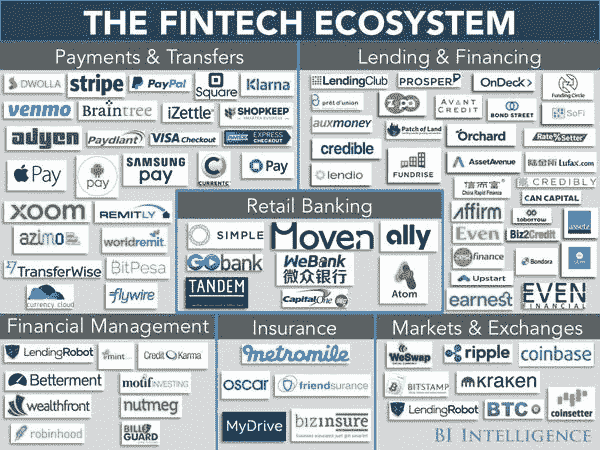 THE FINTECH ECOSYSTEM
Payments & Transfers
DWOLLA stripe PayPal Square Klarna
venmo Braintree iZettle SHOPKEEP
adyen Paydiant VISA Checkout EXPRESS CHECKOUT
Pay pay SAMSUNG pay CURRENTC Pay
xoom REMITLY
azimo worldremit
TransferWise BitPesa
currency cloud flywire
Lending & Financing
LendingClub PROSPER OnDeck Funding Circle
prêt d'union zopa AVANT CREDIT BOND STREET SoFi
auxmoney Patch of Land Orchard RateSetter
credible FUNDRISE AssetAvenue 陆金所 Lufax.com
lendio 信而富 China Rapid Finance CREDIBLY
CAN CAPITAL
Affirm toborrow
Even Biz2Credit
finance Bondora
Upstart
earnest EVEN FINANCIAL
Retail Banking
SIMPLE Moven ally
GObank WeBank 微众银行
TANDEM Capital One 360 Atom
Financial Management
LendingRobot mint Credit Karma
Betterment motif INVESTING
wealthfront nutmeg
robinhood BILL GUARD
Insurance
metromile
oscar friendsurance
MyDrive bizinsure
Markets & Exchanges
WeSwap ripple coinbase
BITSTAMP kraken
LendingRobot BTC coinsetter
BI INTELLIGENCE